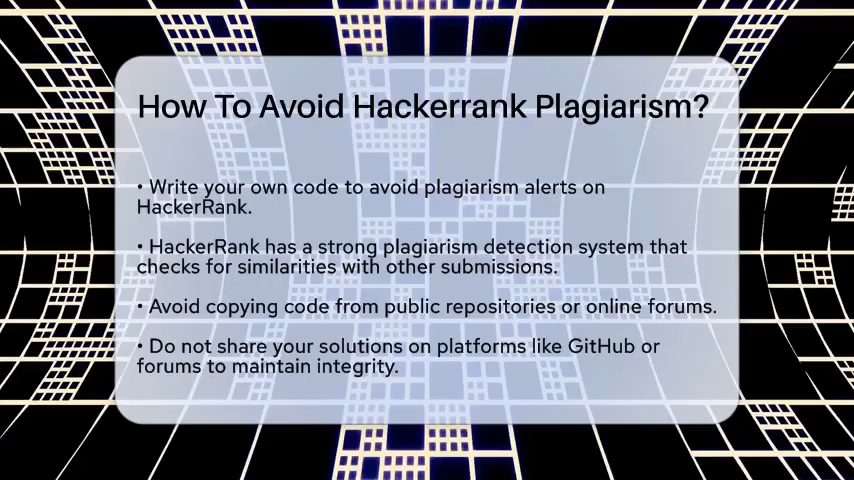 How To Avoid Hackerrank Plagiarism?
• Write your own code to avoid plagiarism alerts on
HackerRank.
• HackerRank has a strong plagiarism detection system that
checks for similarities with other submissions.
• Avoid copying code from public repositories or online forums.
• Do not share your solutions on platforms like GitHub or
forums to maintain integrity.